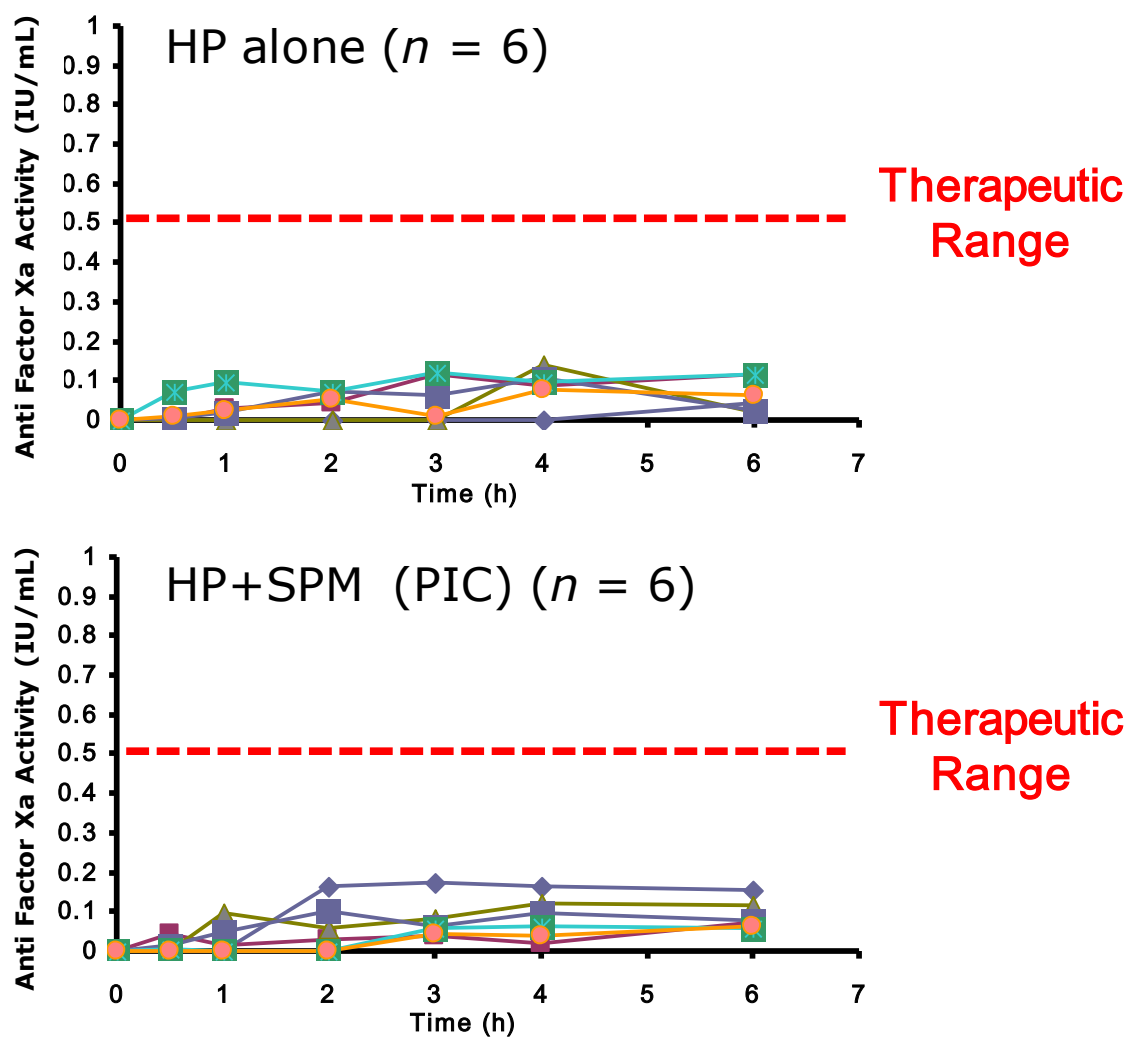 HP alone (n = 6)
Anti Factor Xa Activity (IU/mL)
1
0.9
0.8
0.7
0.6
0.5
0.4
0.3
0.2
0.1
0
Therapeutic
Range
0 1 2 3 4 5 6 7
Time (h)
HP+SPM (PIC) (n = 6)
Anti Factor Xa Activity (IU/mL)
1
0.9
0.8
0.7
0.6
0.5
0.4
0.3
0.2
0.1
0
Therapeutic
Range
0 1 2 3 4 5 6 7
Time (h)